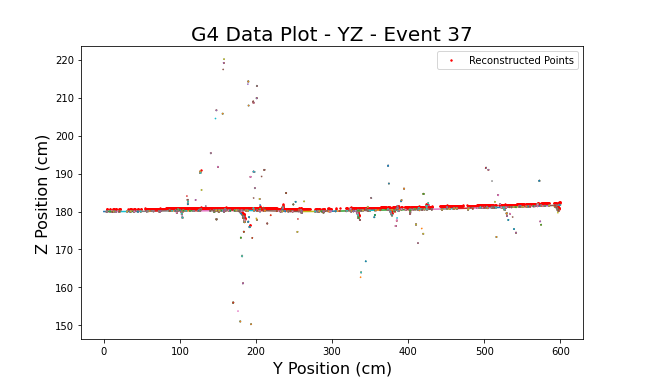 G4 Data Plot - YZ - Event 37
Reconstructed Points
Z Position (cm)
220
210
200
190
180
170
160
150
0 100 200 300 400 500 600
Y Position (cm)